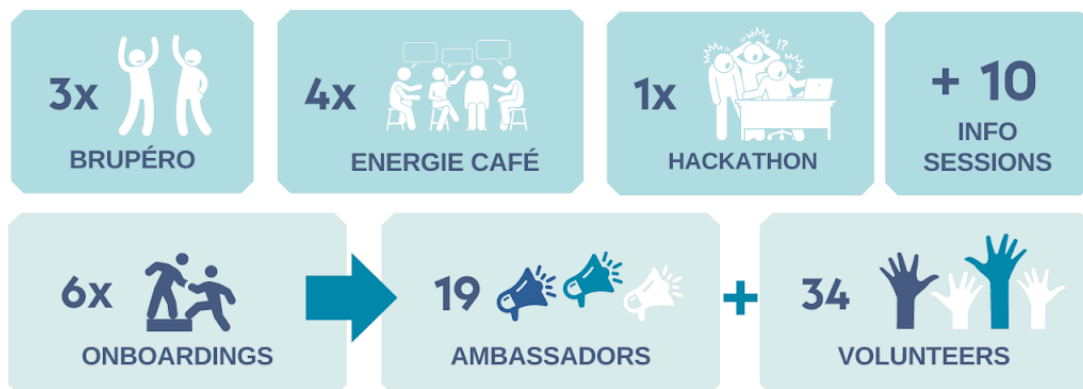 3x
BRUPÉRO
4x
ENERGIE CAFÉ
!?
1x
HACKATHON
+ 10
INFO
SESSIONS
6x
ONBOARDINGS
19
AMBASSADORS
+
34
VOLUNTEERS